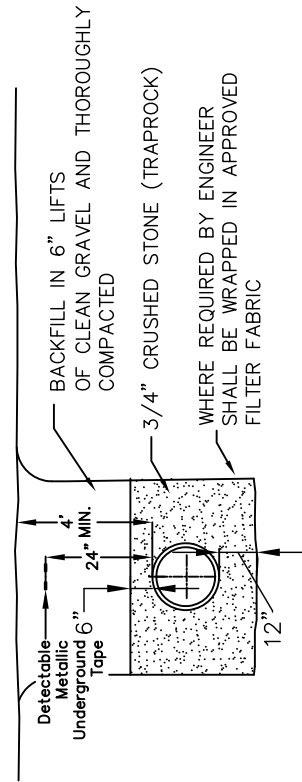 BACKFILL IN 6" LIFTS
OF CLEAN GRAVEL AND THOROUGHLY
COMPACTED
3/4" CRUSHED STONE (TRAPROCK)
WHERE REQUIRED BY ENGINEER
SHALL BE WRAPPED IN APPROVED
FILTER FABRIC
4'
MIN.
24"
Detectable
Metallic
Underground
Tape
6"
12"